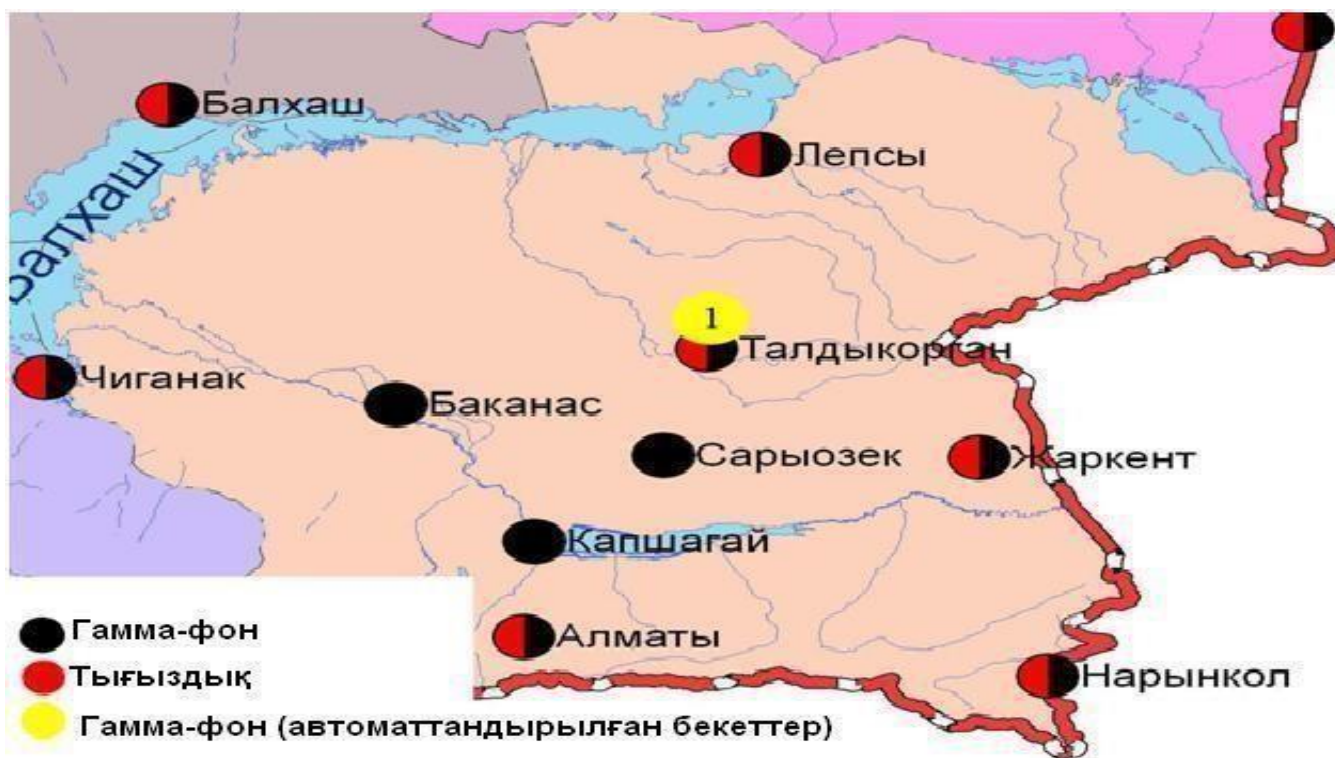 Балхаш
Лепсы
Балхаш
1
Талдыкорган
Чиганак
Баканас
Сарыозек
Жаркент
Капшагай
Алматы
Нарынкол
Гамма-фон
Тығыздық
Гамма-фон (автоматтандырылған бекеттер)